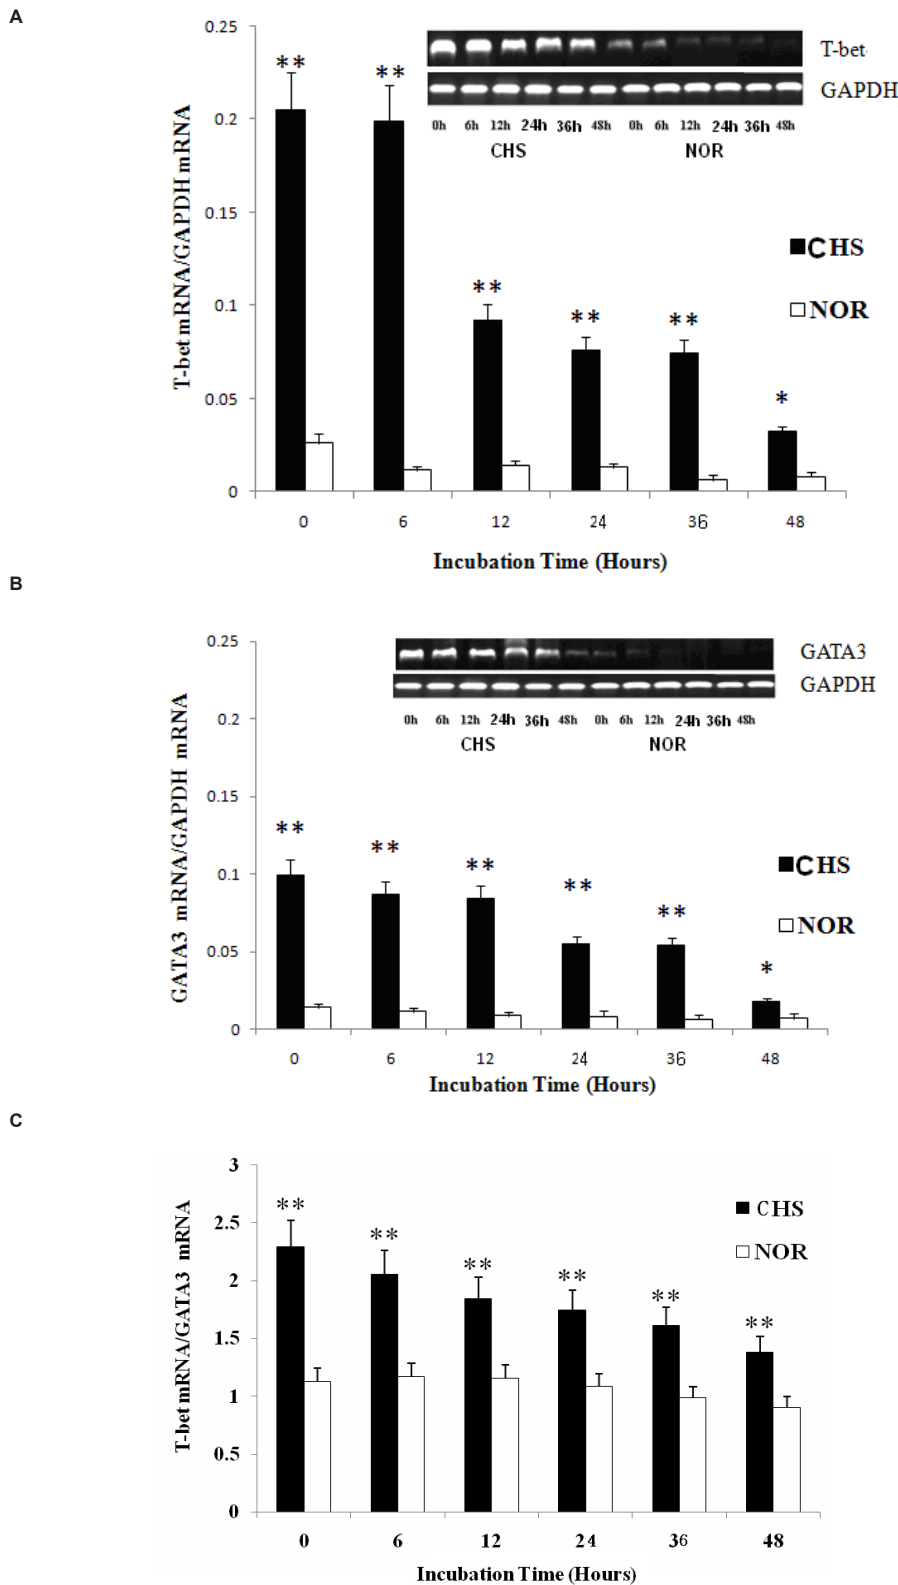 A
0.25
0.2
0.15
0.1
0.05
0
T-bet mRNA/GAPDH mRNA
** ** ** ** ** *
T-bet
GAPDH
0h 6h 12h 24h 36h 48h 0h 6h 12h 24h 36h 48h
CHS NOR
CHS
NOR
0 6 12 24 36 48
Incubation Time (Hours)
B
0.25
0.2
0.15
0.1
0.05
0
GATA3 mRNA/GAPDH mRNA
** ** ** ** ** *
GATA3
GAPDH
0h 6h 12h 24h 36h 48h 0h 6h 12h 24h 36h 48h
CHS NOR
CHS
NOR
0 6 12 24 36 48
Incubation Time (Hours)
C
3
2.5
2
1.5
1
0.5
0
T-bet mRNA/GATA3 mRNA
** ** ** ** ** **
CHS
NOR
0 6 12 24 36 48
Incubation Time (Hours)